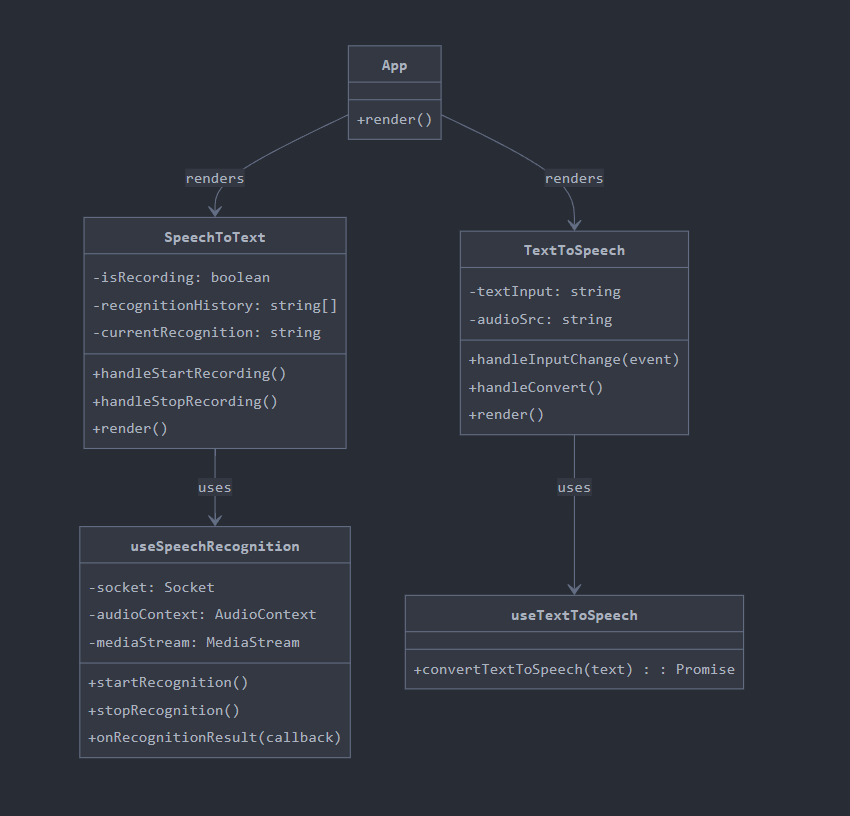 App
+render()
renders
renders
SpeechToText
-isRecording: boolean
-recognitionHistory: string[]
-currentRecognition: string
+handleStartRecording()
+handleStopRecording()
+render()
TextToSpeech
-textInput: string
-audioSrc: string
+handleInputChange(event)
+handleConvert()
+render()
uses
uses
useSpeechRecognition
-socket: Socket
-audioContext: AudioContext
-mediaStream: MediaStream
+startRecognition()
+stopRecognition()
+onRecognitionResult(callback)
useTextToSpeech
+convertTextToSpeech(text) : : Promise